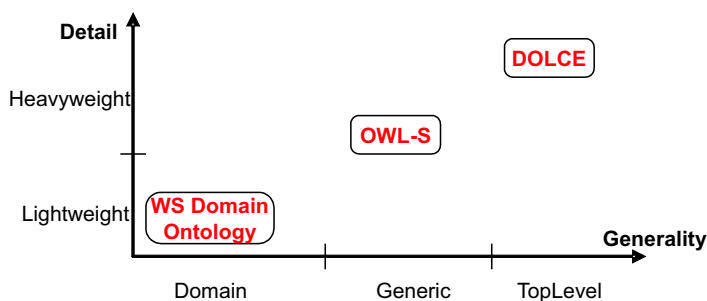 Detail
DOLCE
Heavyweight
OWL-S
Lightweight
WS Domain
Ontology
Generality
Domain Generic TopLevel